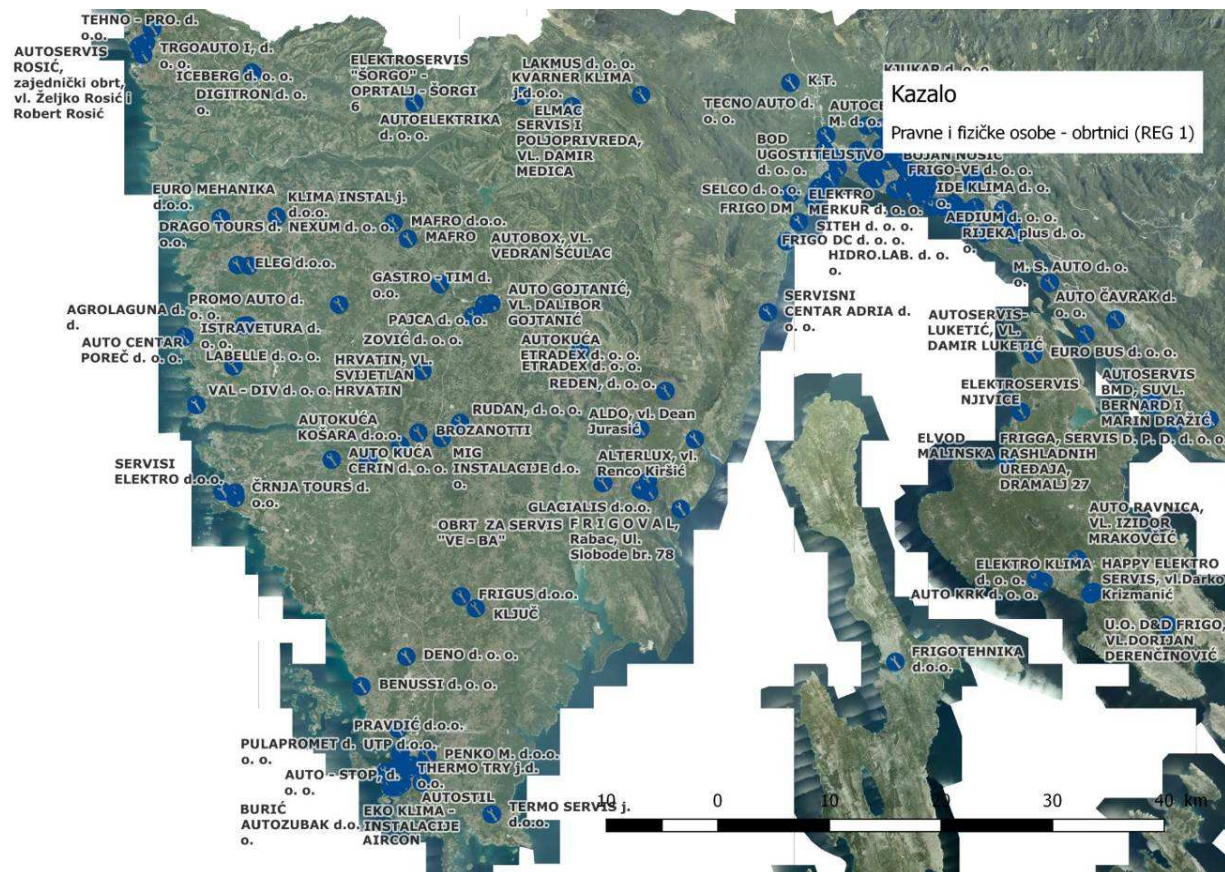 TEHNO - PRO. d.
o.o.
AUTOSERVIS
ROSIĆ,
zajednički obrt,
vl. Željko Rosić i
Robert Rosić
TRGOAUTO I, d.
o. o.
ICEBERG d. o. o.
DIGITRON d. o.
o.
ELEKTROSERVIS
"ŠORGO" -
OPRTALJ - ŠORGI
6
AUTOELEKTRIKA
d. o. o.
LAKMUS d. o. o.
KVARNER KLIMA
j.d.o.o.
ELMAC
SERVIS I
POLJOPRIVREDA,
VL. DAMIR
MEDICA
K.T.
TECNO AUTO d.
o. o.
Kazalo
Pravne i fizičke osobe - obrtnici (REG 1)
BOD
UGOSTITELJSTVO
d. o. o.
BOJAN NUSIĆ
FRIGO-VE d. o. o.
SELCO d. o. o.
FRIGO DM
ELEKTRO
MERKUR d. o. o.
IDE KLIMA d. o.
o.
SITEH d. o. o.
AEDIUM d. o. o.
RIJEKA plus d. o.
o.
FRIGO DC d. o. o.
HIDRO.LAB. d. o.
o.
EURO MEHANIKA
d.o.o.
KLIMA INSTAL j.
d.o.o.
DRAGO TOURS d.
o.o.
NEXUM d. o. o.
MAFRO d.o.o.
MAFRO
AUTOBOX, VL.
VEDRAN ŠĆULAC
ELEG d.o.o.
GASTRO - TIM d.
o.o.
AUTO GOJTANIĆ,
VL. DALIBOR
GOJTANIĆ
M. S. AUTO d. o.
o.
AUTO ČAVRAK d.
o. o.
AGROLAGUNA d.
d.
PROMO AUTO d.
o. o.
ISTRAVETURA d.
o. o.
PAJCA d. o. o.
SERVISNI
CENTAR ADRIA d.
o. o.
AUTOSERVIS
LUKETIĆ, VL.
DAMIR LUKETIĆ
EURO BUS d. o. o.
AUTO CENTAR
POREČ d. o. o.
LABELLE d. o. o.
ZOVIĆ d. o. o.
HRVATIN, VL.
SVIJETLAN
HRVATIN
AUTOKUĆA
ETRADEX d. o. o.
ETRADEX d. o. o.
REDEN, d. o. o.
AUTOSERVIS
BMD, SUVL.
BERNARD I
MARIN DRAŽIĆ
VAL - DIV d. o. o.
ELEKTROSERVIS
NJIVICE
AUTOKUĆA
KOŠARA d.o.o.
RUDAN, d. o. o.
BROZANOTTI
ALDO, vl. Dean
Jurasić
SERVISI
ELEKTRO d.o.o.
AUTO KUĆA
CERIN d. o. o.
MIG
INSTALACIJE d.o.
o.
ALTERLUX, vl.
Renco Kiršić
ELVOD
MALINSKA
FRIGGA, SERVIS D. P. D. d. o. o.
RASHLADNIH
UREĐAJA,
DRAMALJ 27
ČRNJA TOURS d.
o.o.
GLACIALIS d.o.o.
OBRT ZA SERVIS
"VE - BA"
F R I G O V A L,
Rabac, Ul.
Slobode br. 78
AUTO RAVNICA,
VL. IZIDOR
MRAKOVČIĆ
ELEKTRO KLIMA
d. o. o.
AUTO KRK d. o. o.
HAPPY ELEKTRO
SERVIS, vl.Darko
Krizmanić
U.O. D&D FRIGO,
VL.DORIJAN
DERENČINOVIĆ
FRIGUS d.o.o.
KLJUČ
DENO d. o. o.
FRIGOTEHNIKA
d.o.o.
BENUSSI d. o. o.
PRAVDIĆ d.o.o.
PULAPROMET d.
o. o.
UTP d.o.o.
PENKO M. d.o.o.
AUTO - STOP, d.
o. o.
THERMO TRY j.d.
o.o.
AUTOSTIL
BURIĆ
AUTOZUBAK d.o.
o.
EKO KLIMA -
INSTALACIJE
AIRCON
TERMO SERVIS j.
d.o.o.
10 0 10 20 30 40 km